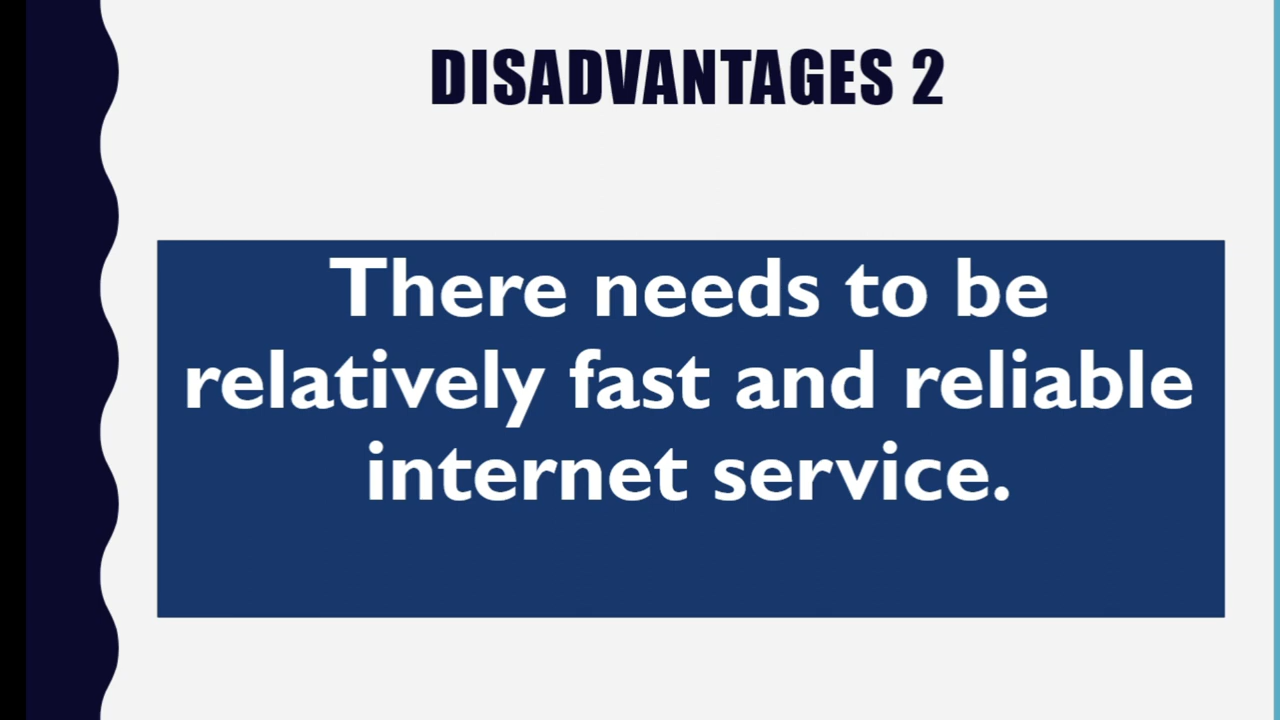 DISADVANTAGES 2
There needs to be
relatively fast and reliable
internet service.